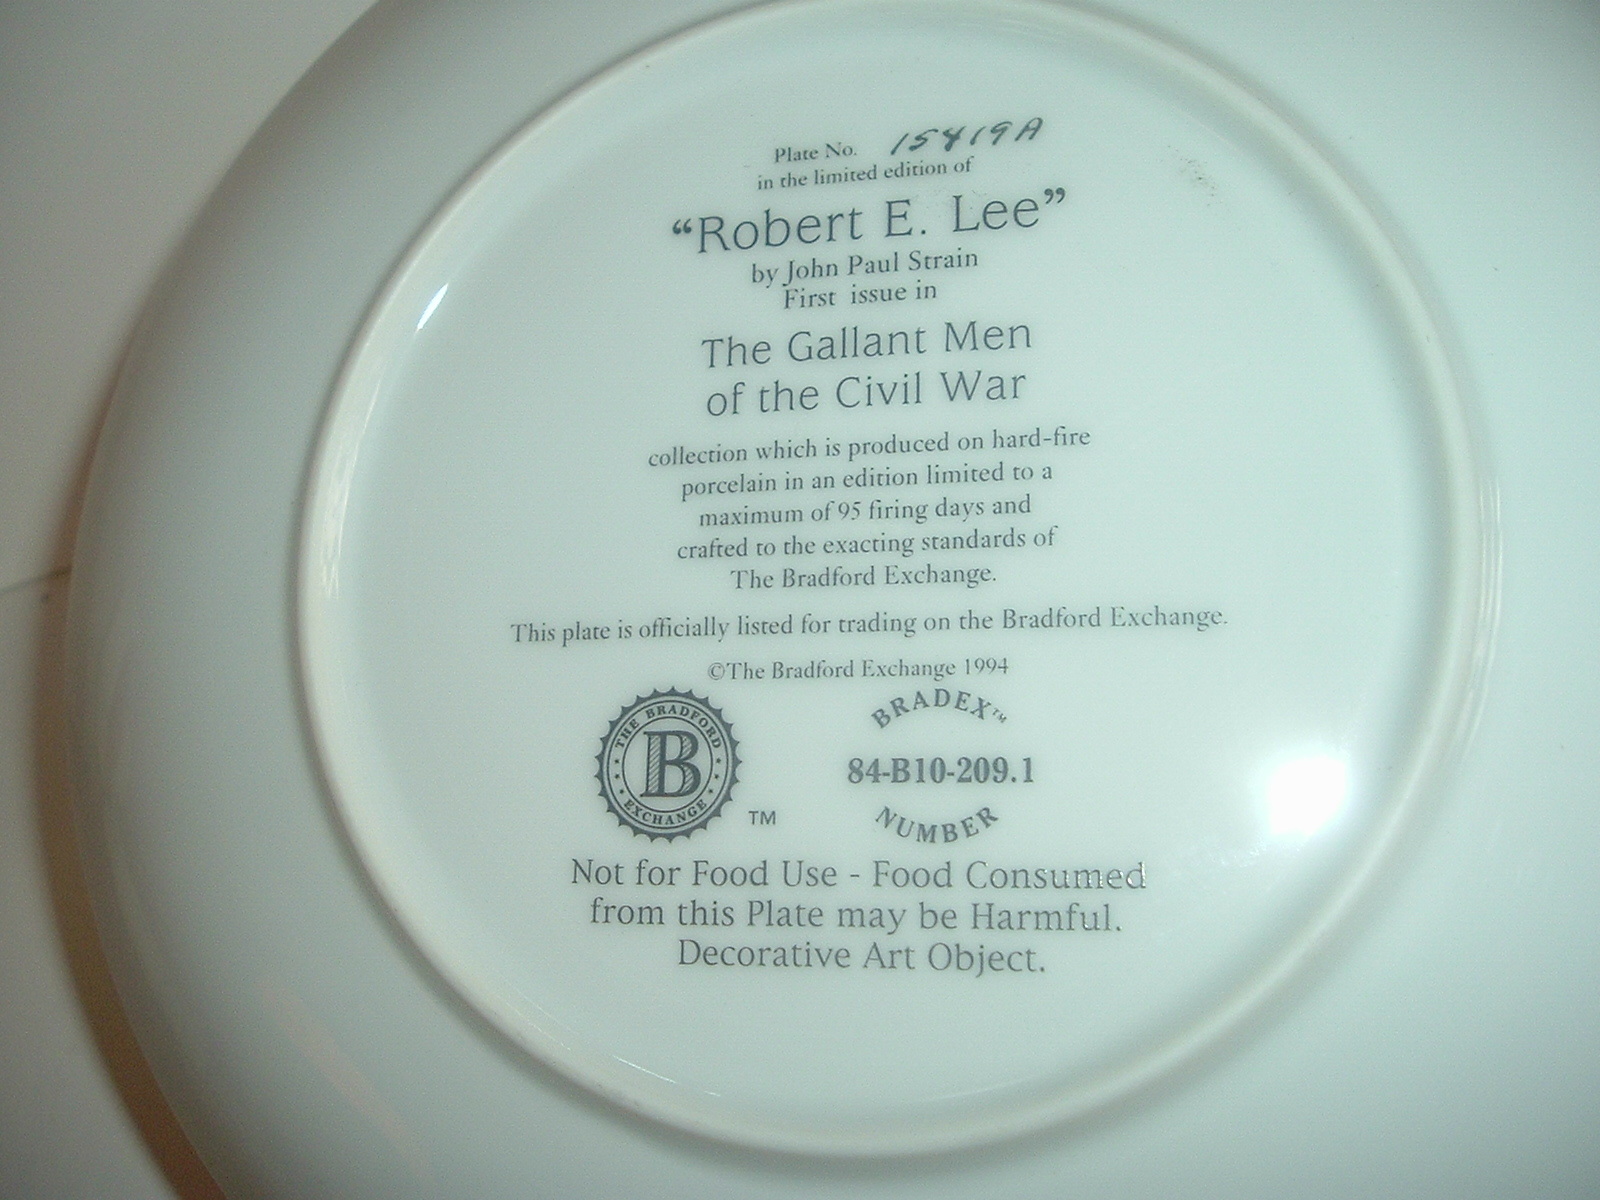 Plate No. 15419A
in the limited edition of
“Robert E. Lee”
by John Paul Strain
First issue in
The Gallant Men
of the Civil War
collection which is produced on hard-fire
porcelain in an edition limited to a
maximum of 95 firing days and
crafted to the exacting standards of
The Bradford Exchange.
This plate is officially listed for trading on the Bradford Exchange.
©The Bradford Exchange 1994
THE BRADFORD
B
EXCHANGE
TM
BRADEX™
84-B10-209.1
NUMBER
Not for Food Use - Food Consumed
from this Plate may be Harmful.
Decorative Art Object.